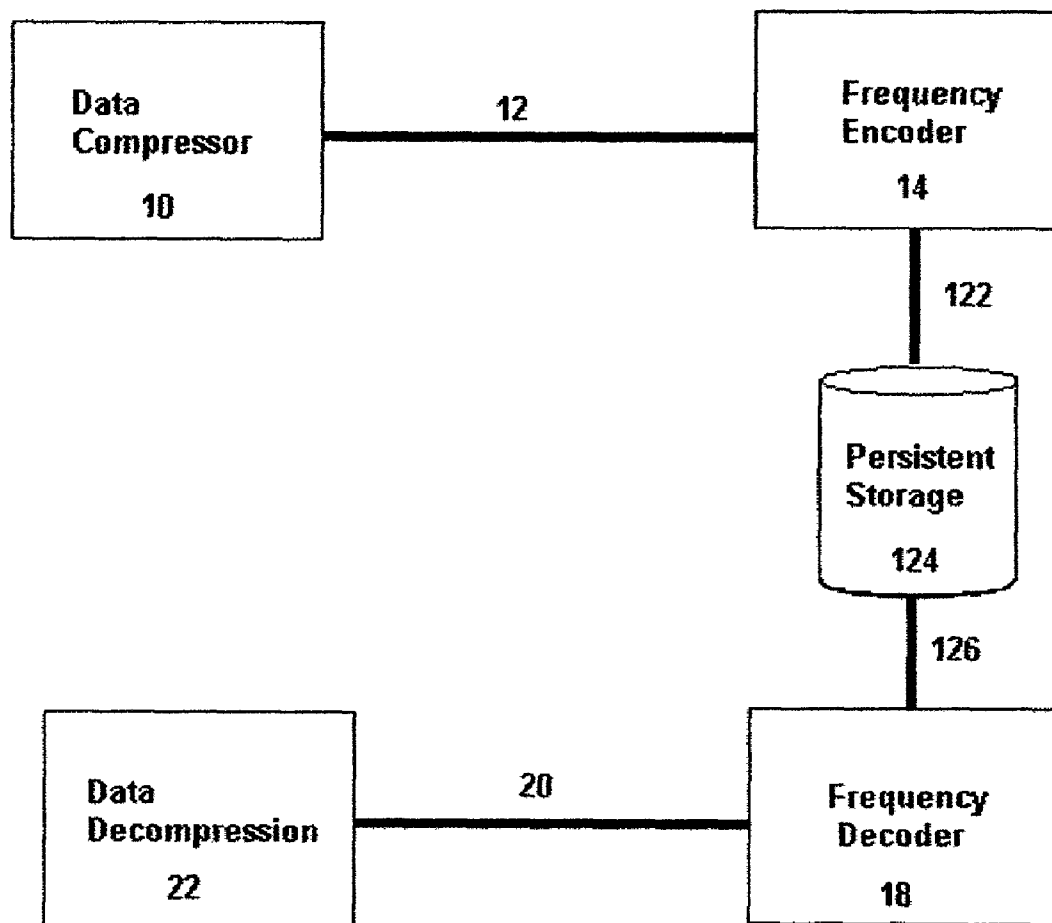 Data
Compressor
10
12
Frequency
Encoder
14
122
Persistent
Storage
124
126
Data
Decompression
22
20
Frequency
Decoder
18